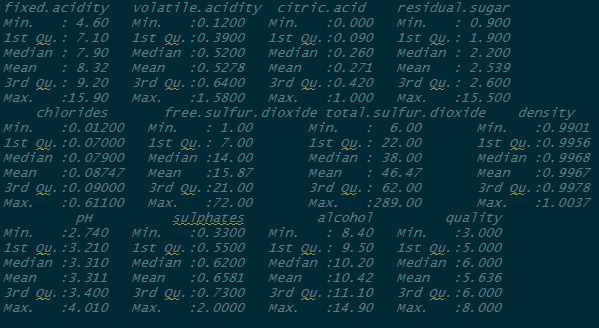 fixed.acidity volatile.acidity citric.acid residual.sugar
Min. : 4.60 Min. :0.1200 Min. :0.000 Min. : 0.900
1st Qu.: 7.10 1st Qu.:0.3900 1st Qu.:0.090 1st Qu.: 1.900
Median : 7.90 Median :0.5200 Median :0.260 Median : 2.200
Mean : 8.32 Mean :0.5278 Mean :0.271 Mean : 2.539
3rd Qu.: 9.20 3rd Qu.:0.6400 3rd Qu.:0.420 3rd Qu.: 2.600
Max. :15.90 Max. :1.5800 Max. :1.000 Max. :15.500
chlorides free.sulfur.dioxide total.sulfur.dioxide density
Min. :0.01200 Min. : 1.00 Min. : 6.00 Min. :0.9901
1st Qu.:0.07000 1st Qu.: 7.00 1st Qu.: 22.00 1st Qu.:0.9956
Median :0.07900 Median :14.00 Median : 38.00 Median :0.9968
Mean :0.08747 Mean :15.87 Mean : 46.47 Mean :0.9967
3rd Qu.:0.09000 3rd Qu.:21.00 3rd Qu.: 62.00 3rd Qu.:0.9978
Max. :0.61100 Max. :72.00 Max. :289.00 Max. :1.0037
pH sulphates alcohol quality
Min. :2.740 Min. :0.3300 Min. : 8.40 Min. :3.000
1st Qu.:3.210 1st Qu.:0.5500 1st Qu.: 9.50 1st Qu.:5.000
Median :3.310 Median :0.6200 Median :10.20 Median :6.000
Mean :3.311 Mean :0.6581 Mean :10.42 Mean :5.636
3rd Qu.:3.400 3rd Qu.:0.7300 3rd Qu.:11.10 3rd Qu.:6.000
Max. :4.010 Max. :2.0000 Max. :14.90 Max. :8.000